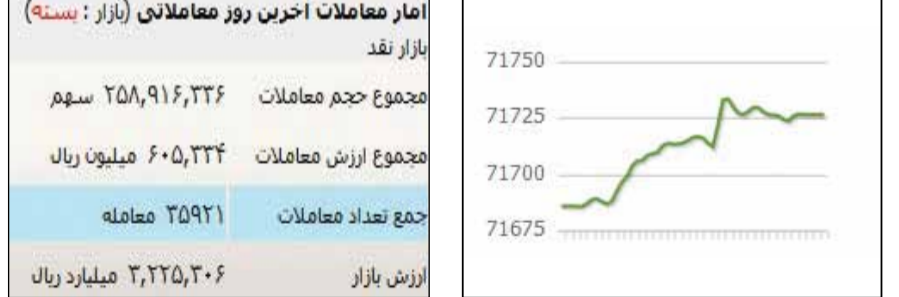 آمار معاملات آخرین روز معاملاتی (بازار : بسته)
بازار نقد
مجموع حجم معاملات ۲۵۸,۹۱۶,۳۳۶ سهم
مجموع ارزش معاملات ۶۰۵,۳۳۴ میلیون ریال
جمع تعداد معاملات ۳۵۹۲۱ معامله
ارزش بازار ۳,۲۲۵,۳۰۶ میلیارد ریال
71750
71725
71700
71675